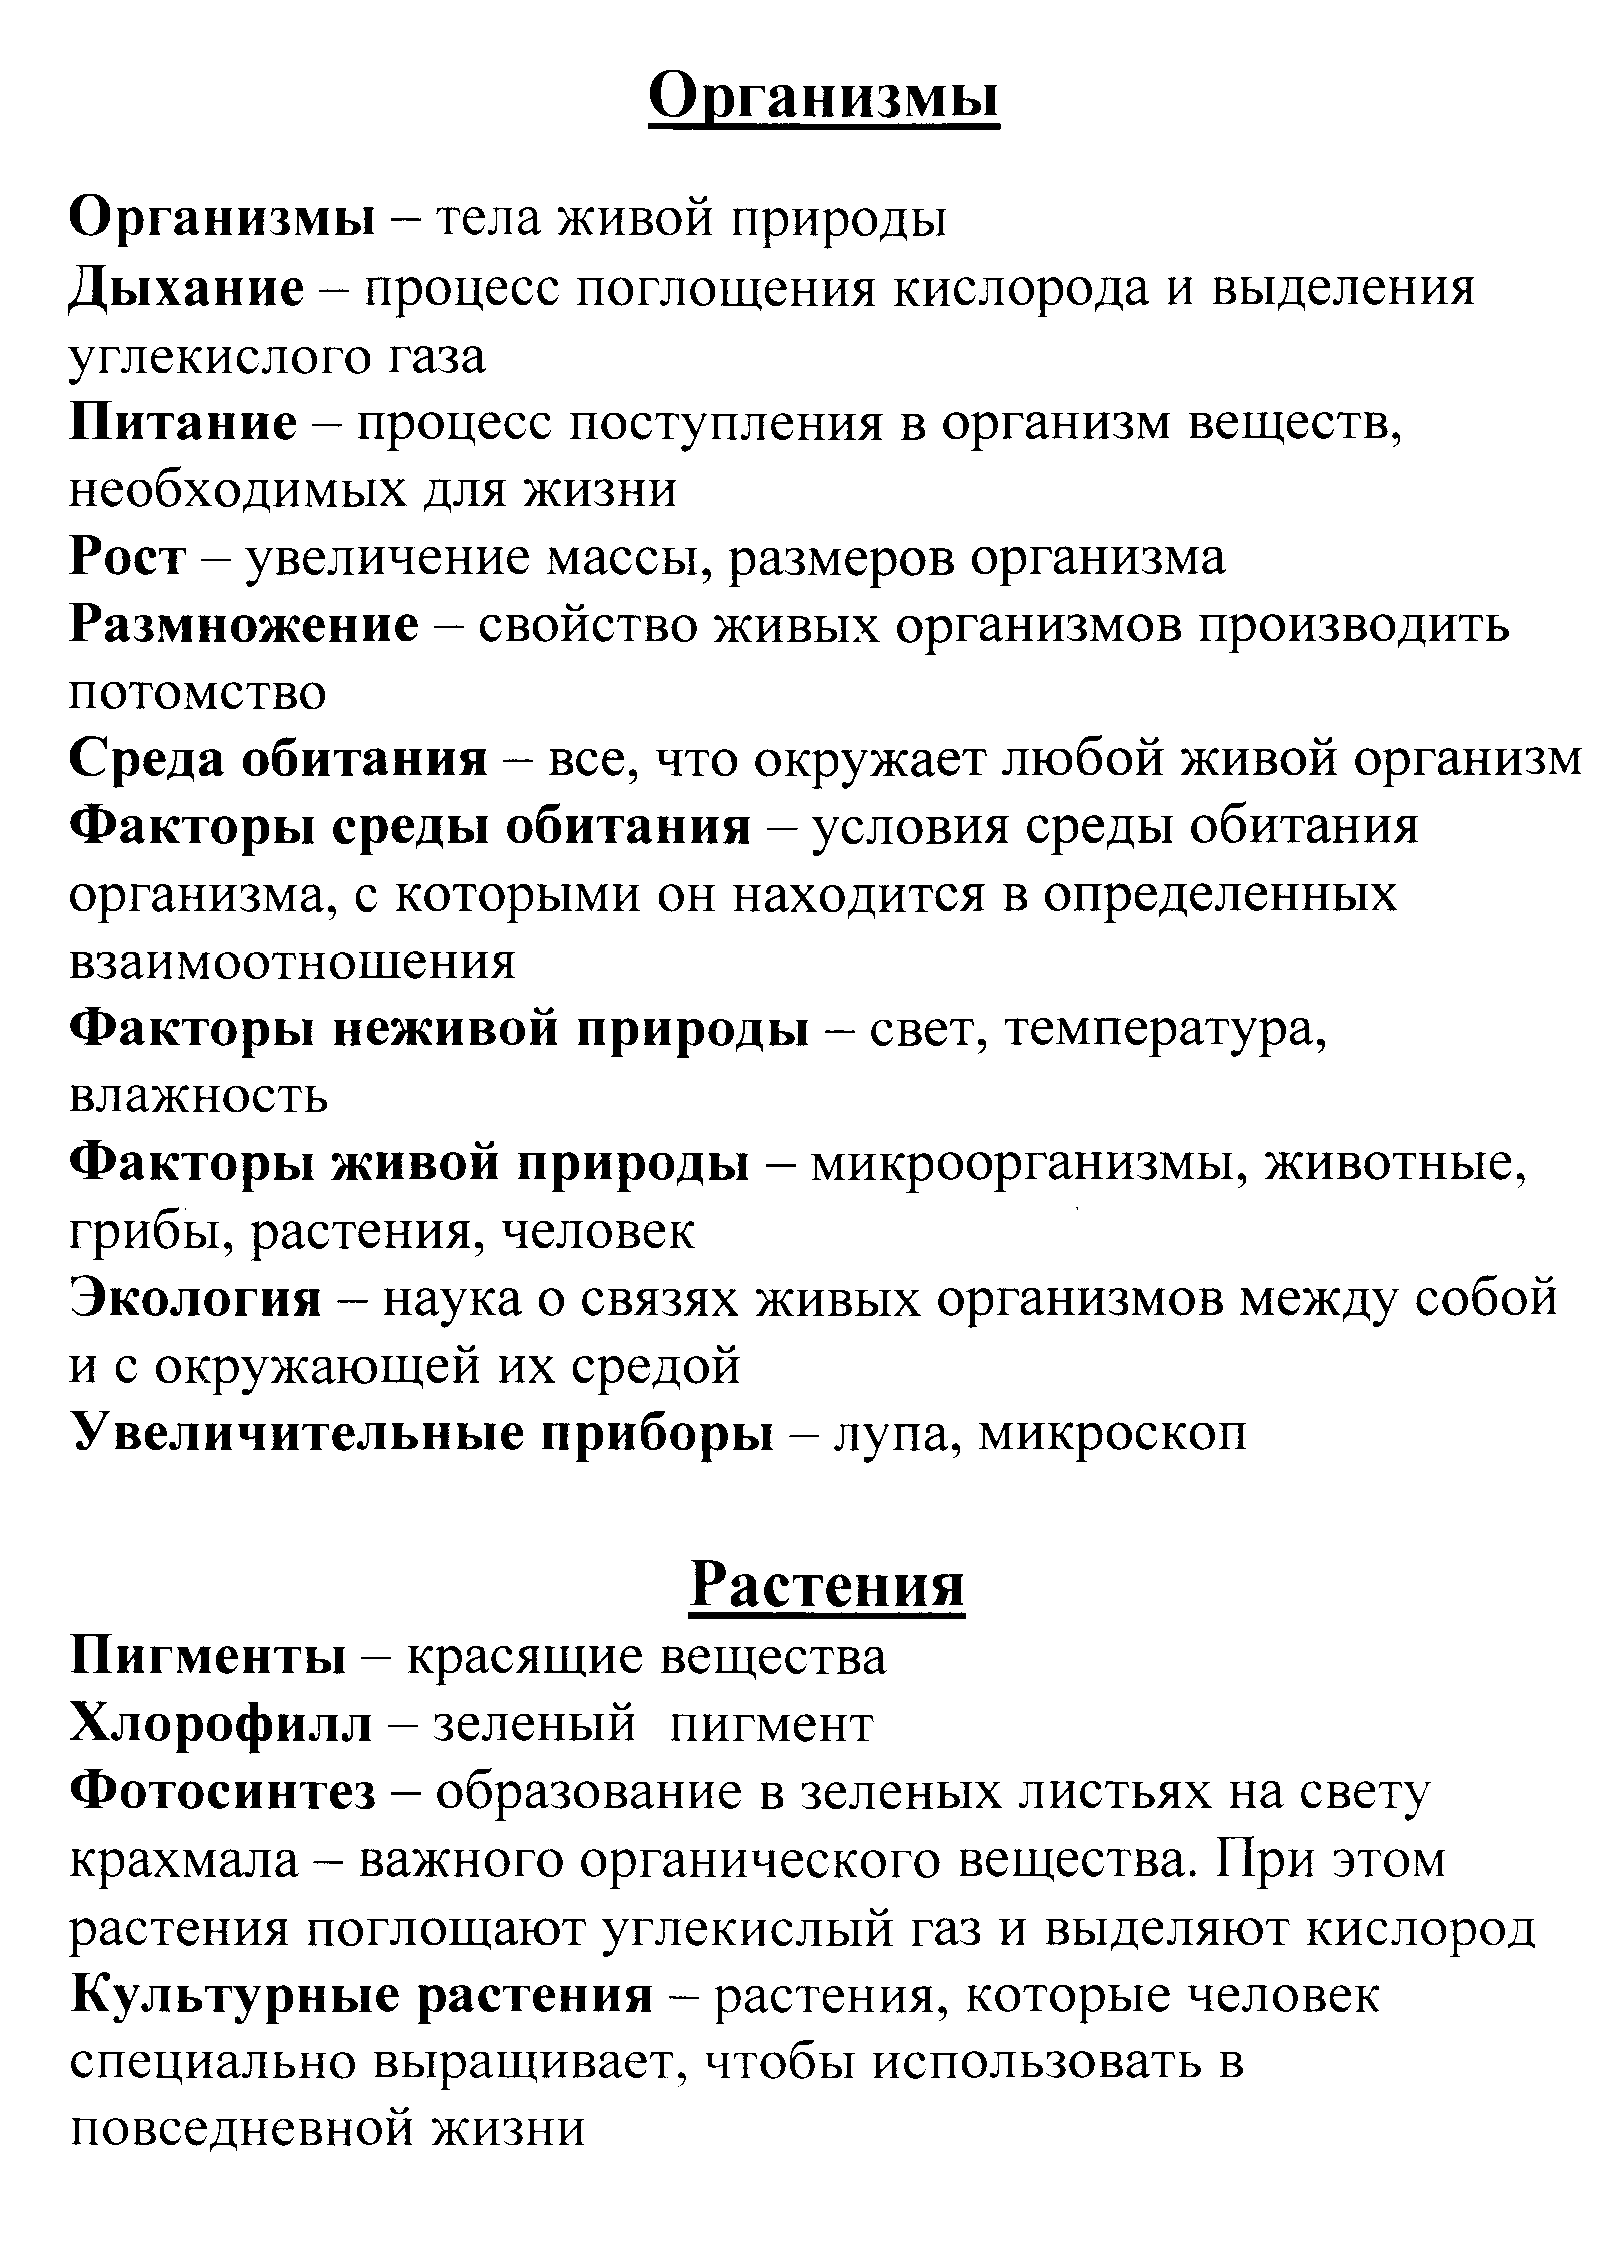 Организмы
Организмы – тела живой природы
Дыхание – процесс поглощения кислорода и выделения
углекислого газа
Питание – процесс поступления в организм веществ,
необходимых для жизни
Рост – увеличение массы, размеров организма
Размножение – свойство живых организмов производить
потомство
Среда обитания – все, что окружает любой живой организм
Факторы среды обитания – условия среды обитания
организма, с которыми он находится в определенных
взаимоотношения
Факторы неживой природы – свет, температура,
влажность
Факторы живой природы – микроорганизмы, животные,
грибы, растения, человек
Экология – наука о связях живых организмов между собой
и с окружающей их средой
Увеличительные приборы – лупа, микроскоп
Растения
Пигменты – красящие вещества
Хлорофилл – зеленый  пигмент
Фотосинтез – образование в зеленых листьях на свету
крахмала – важного органического вещества. При этом
растения поглощают углекислый газ и выделяют кислород
Культурные растения – растения, которые человек
специально выращивает, чтобы использовать в
повседневной жизни